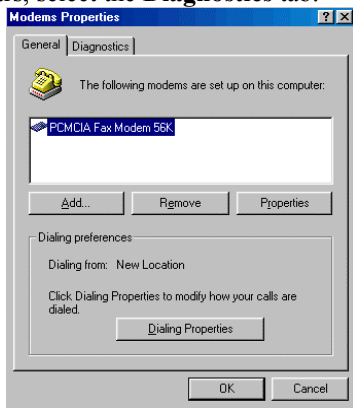 select the Diagnostics tab.
Modems Properties
General Diagnostics
The following modems are set up on this computer:
PCMCIA Fax Modem 56K
Add... Remove Properties
Dialing preferences
Dialing from: New Location
Click Dialing Properties to modify how your calls are
dialed.
Dialing Properties
OK Cancel